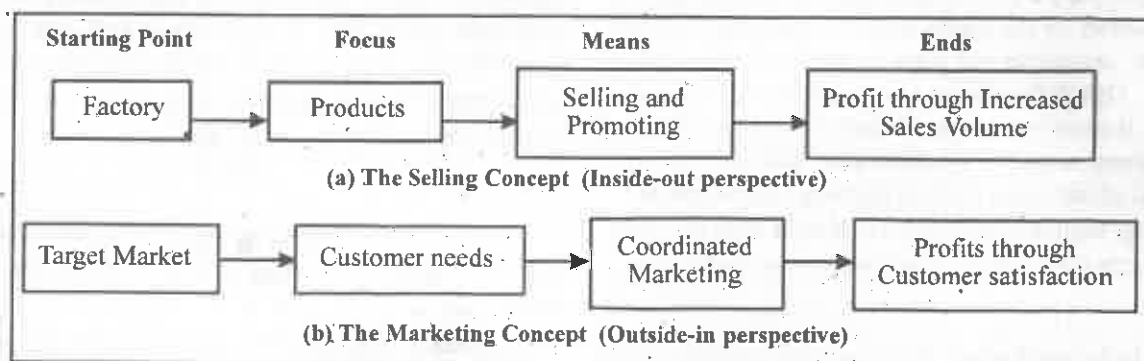 Starting Point Focus Means Ends
Factory Products Selling and Promoting Profit through Increased Sales Volume
(a) The Selling Concept (Inside-out perspective)
Target Market Customer needs Coordinated Marketing Profits through Customer satisfaction
(b) The Marketing Concept (Outside-in perspective)